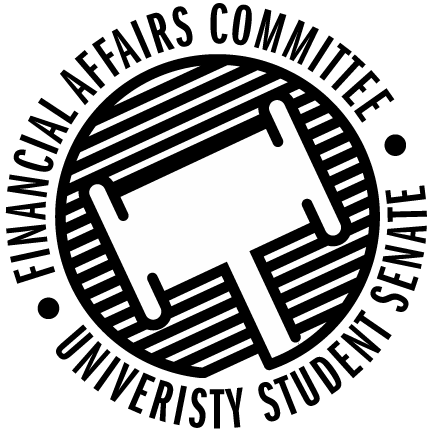 FINANCIAL AFFAIRS COMMITTEE
UNIVERISTY STUDENT SENATE